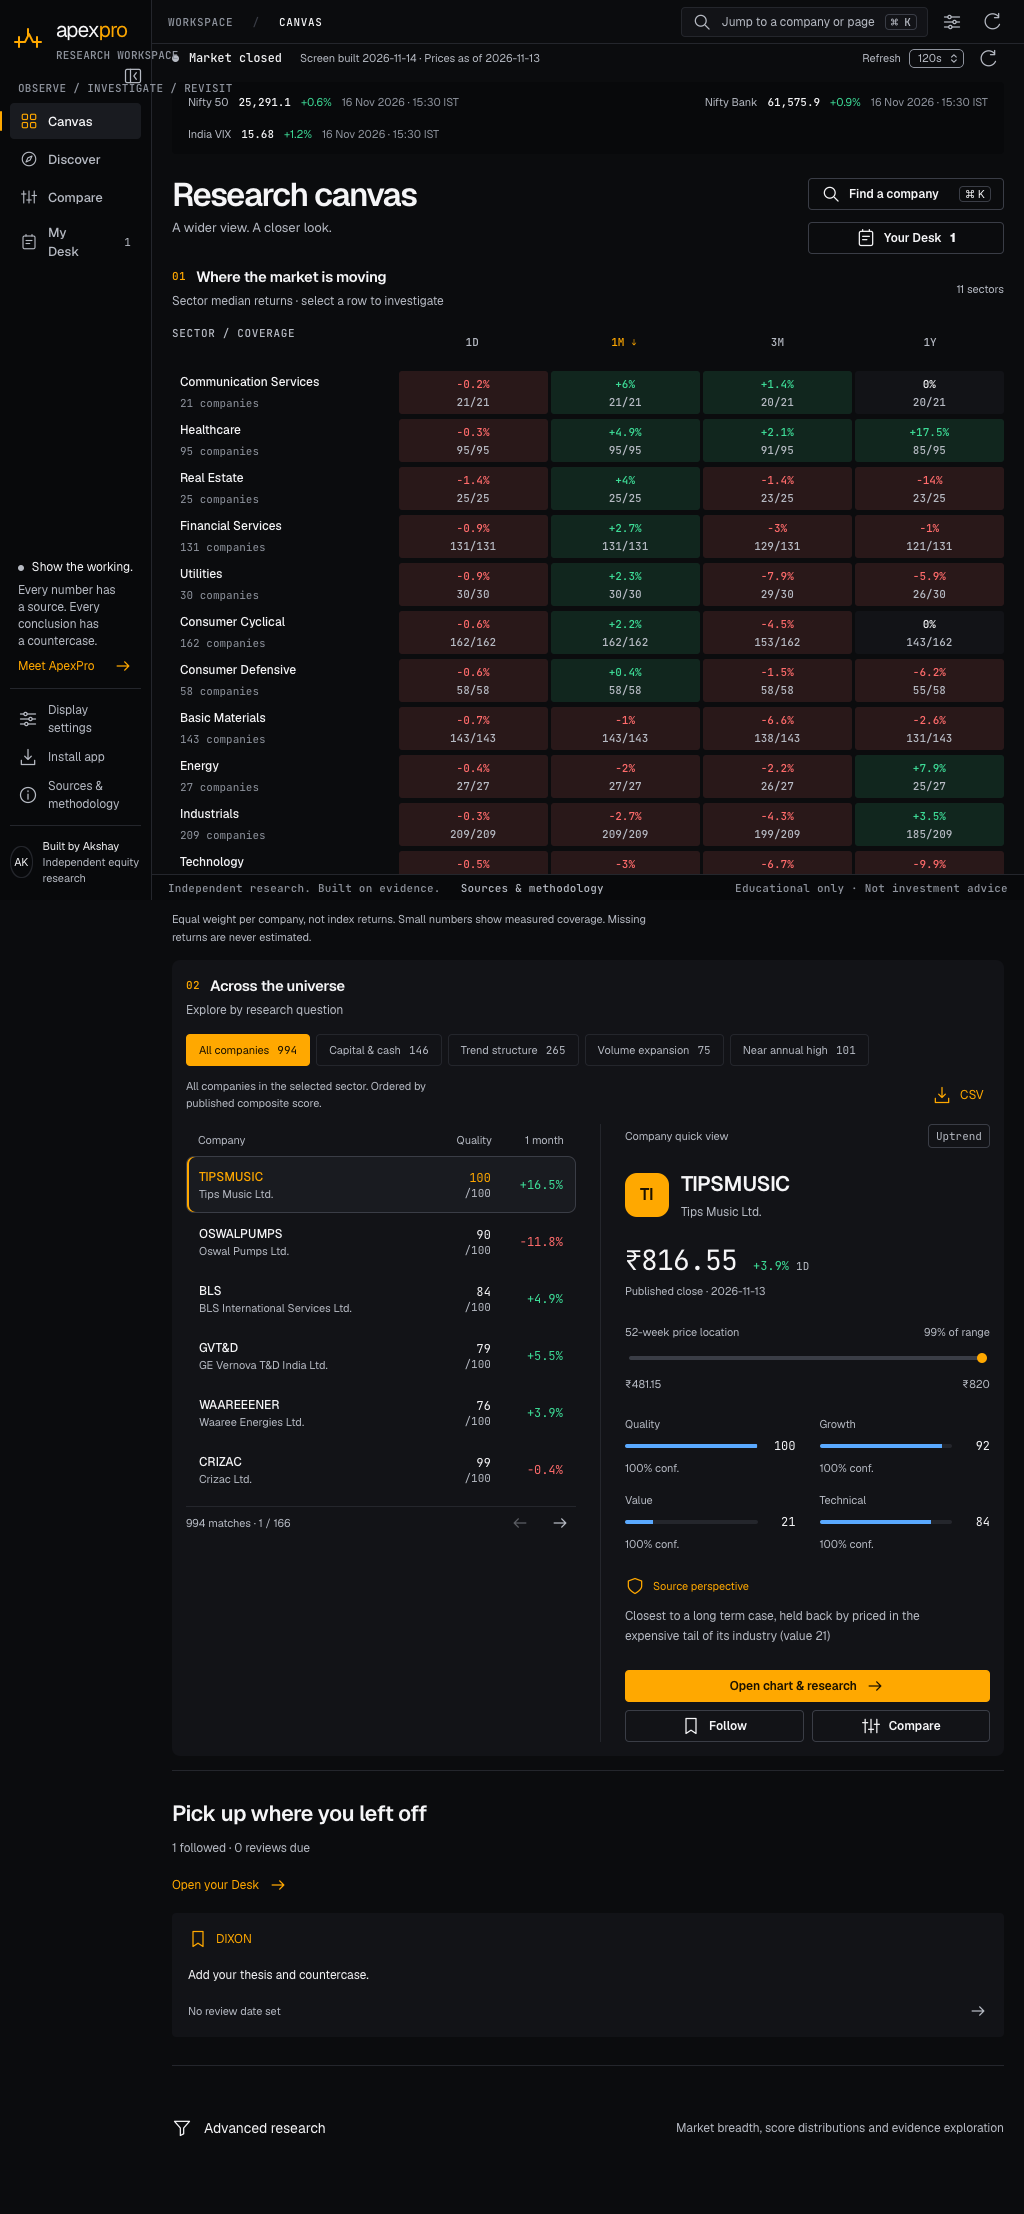 apexpro
RESEARCH WORKSPACE
OBSERVE / INVESTIGATE / REVISIT
Canvas
Discover
Compare
My
Desk
1
Show the working.
Every number has
a source. Every
conclusion has
a countercase.
Meet ApexPro
Display
settings
Install app
Sources &
methodology
AK
Built by Akshay
Independent equity
research
WORKSPACE / CANVAS
Jump to a company or page ⌘ K
Market closed Screen built 2026-11-14 · Prices as of 2026-11-13
Refresh 120s
Nifty 50 25,291.1 +0.6% 16 Nov 2026 · 15:30 IST
Nifty Bank 61,575.9 +0.9% 16 Nov 2026 · 15:30 IST
India VIX 15.68 +1.2% 16 Nov 2026 · 15:30 IST
Research canvas
A wider view. A closer look.
Find a company ⌘ K
Your Desk 1
01 Where the market is moving
Sector median returns · select a row to investigate
11 sectors
SECTOR / COVERAGE 1D 1M ↓ 3M 1Y
Communication Services -0.2% +6% +1.4% 0%
21 companies 21/21 21/21 20/21 20/21
Healthcare -0.3% +4.9% +2.1% +17.5%
95 companies 95/95 95/95 91/95 85/95
Real Estate -1.4% +4% -1.4% -14%
25 companies 25/25 25/25 23/25 23/25
Financial Services -0.9% +2.7% -3% -1%
131 companies 131/131 131/131 129/131 121/131
Utilities -0.9% +2.3% -7.9% -5.9%
30 companies 30/30 30/30 29/30 26/30
Consumer Cyclical -0.6% +2.2% -4.5% 0%
162 companies 162/162 162/162 153/162 143/162
Consumer Defensive -0.6% +0.4% -1.5% -6.2%
58 companies 58/58 58/58 58/58 55/58
Basic Materials -0.7% -1% -6.6% -2.6%
143 companies 143/143 143/143 138/143 131/143
Energy -0.4% -2% -2.2% +7.9%
27 companies 27/27 27/27 26/27 25/27
Industrials -0.3% -2.7% -4.3% +3.5%
209 companies 209/209 209/209 199/209 185/209
Technology -0.5% -3% -6.7% -9.9%
Independent research. Built on evidence. Sources & methodology
Educational only · Not investment advice
Equal weight per company, not index returns. Small numbers show measured coverage. Missing
returns are never estimated.
02 Across the universe
Explore by research question
All companies 994
Capital & cash 146
Trend structure 265
Volume expansion 75
Near annual high 101
All companies in the selected sector. Ordered by
published composite score.
CSV
Company Quality 1 month
TIPSMUSIC 100 +16.5%
Tips Music Ltd. /100
OSWALPUMPS 90 -11.8%
Oswal Pumps Ltd. /100
BLS 84 +4.9%
BLS International Services Ltd. /100
GVT&D 79 +5.5%
GE Vernova T&D India Ltd. /100
WAAREEENER 76 +3.9%
Waaree Energies Ltd. /100
CRIZAC 99 -0.4%
Crizac Ltd. /100
994 matches · 1 / 166
Company quick view
Uptrend
TI
TIPSMUSIC
Tips Music Ltd.
₹816.55 +3.9% 1D
Published close · 2026-11-13
52-week price location 99% of range
₹481.15 ₹820
Quality 100
100% conf.
Growth 92
100% conf.
Value 21
100% conf.
Technical 84
100% conf.
Source perspective
Closest to a long term case, held back by priced in the
expensive tail of its industry (value 21)
Open chart & research
Follow
Compare
Pick up where you left off
1 followed · 0 reviews due
Open your Desk
DIXON
Add your thesis and countercase.
No review date set
Advanced research
Market breadth, score distributions and evidence exploration